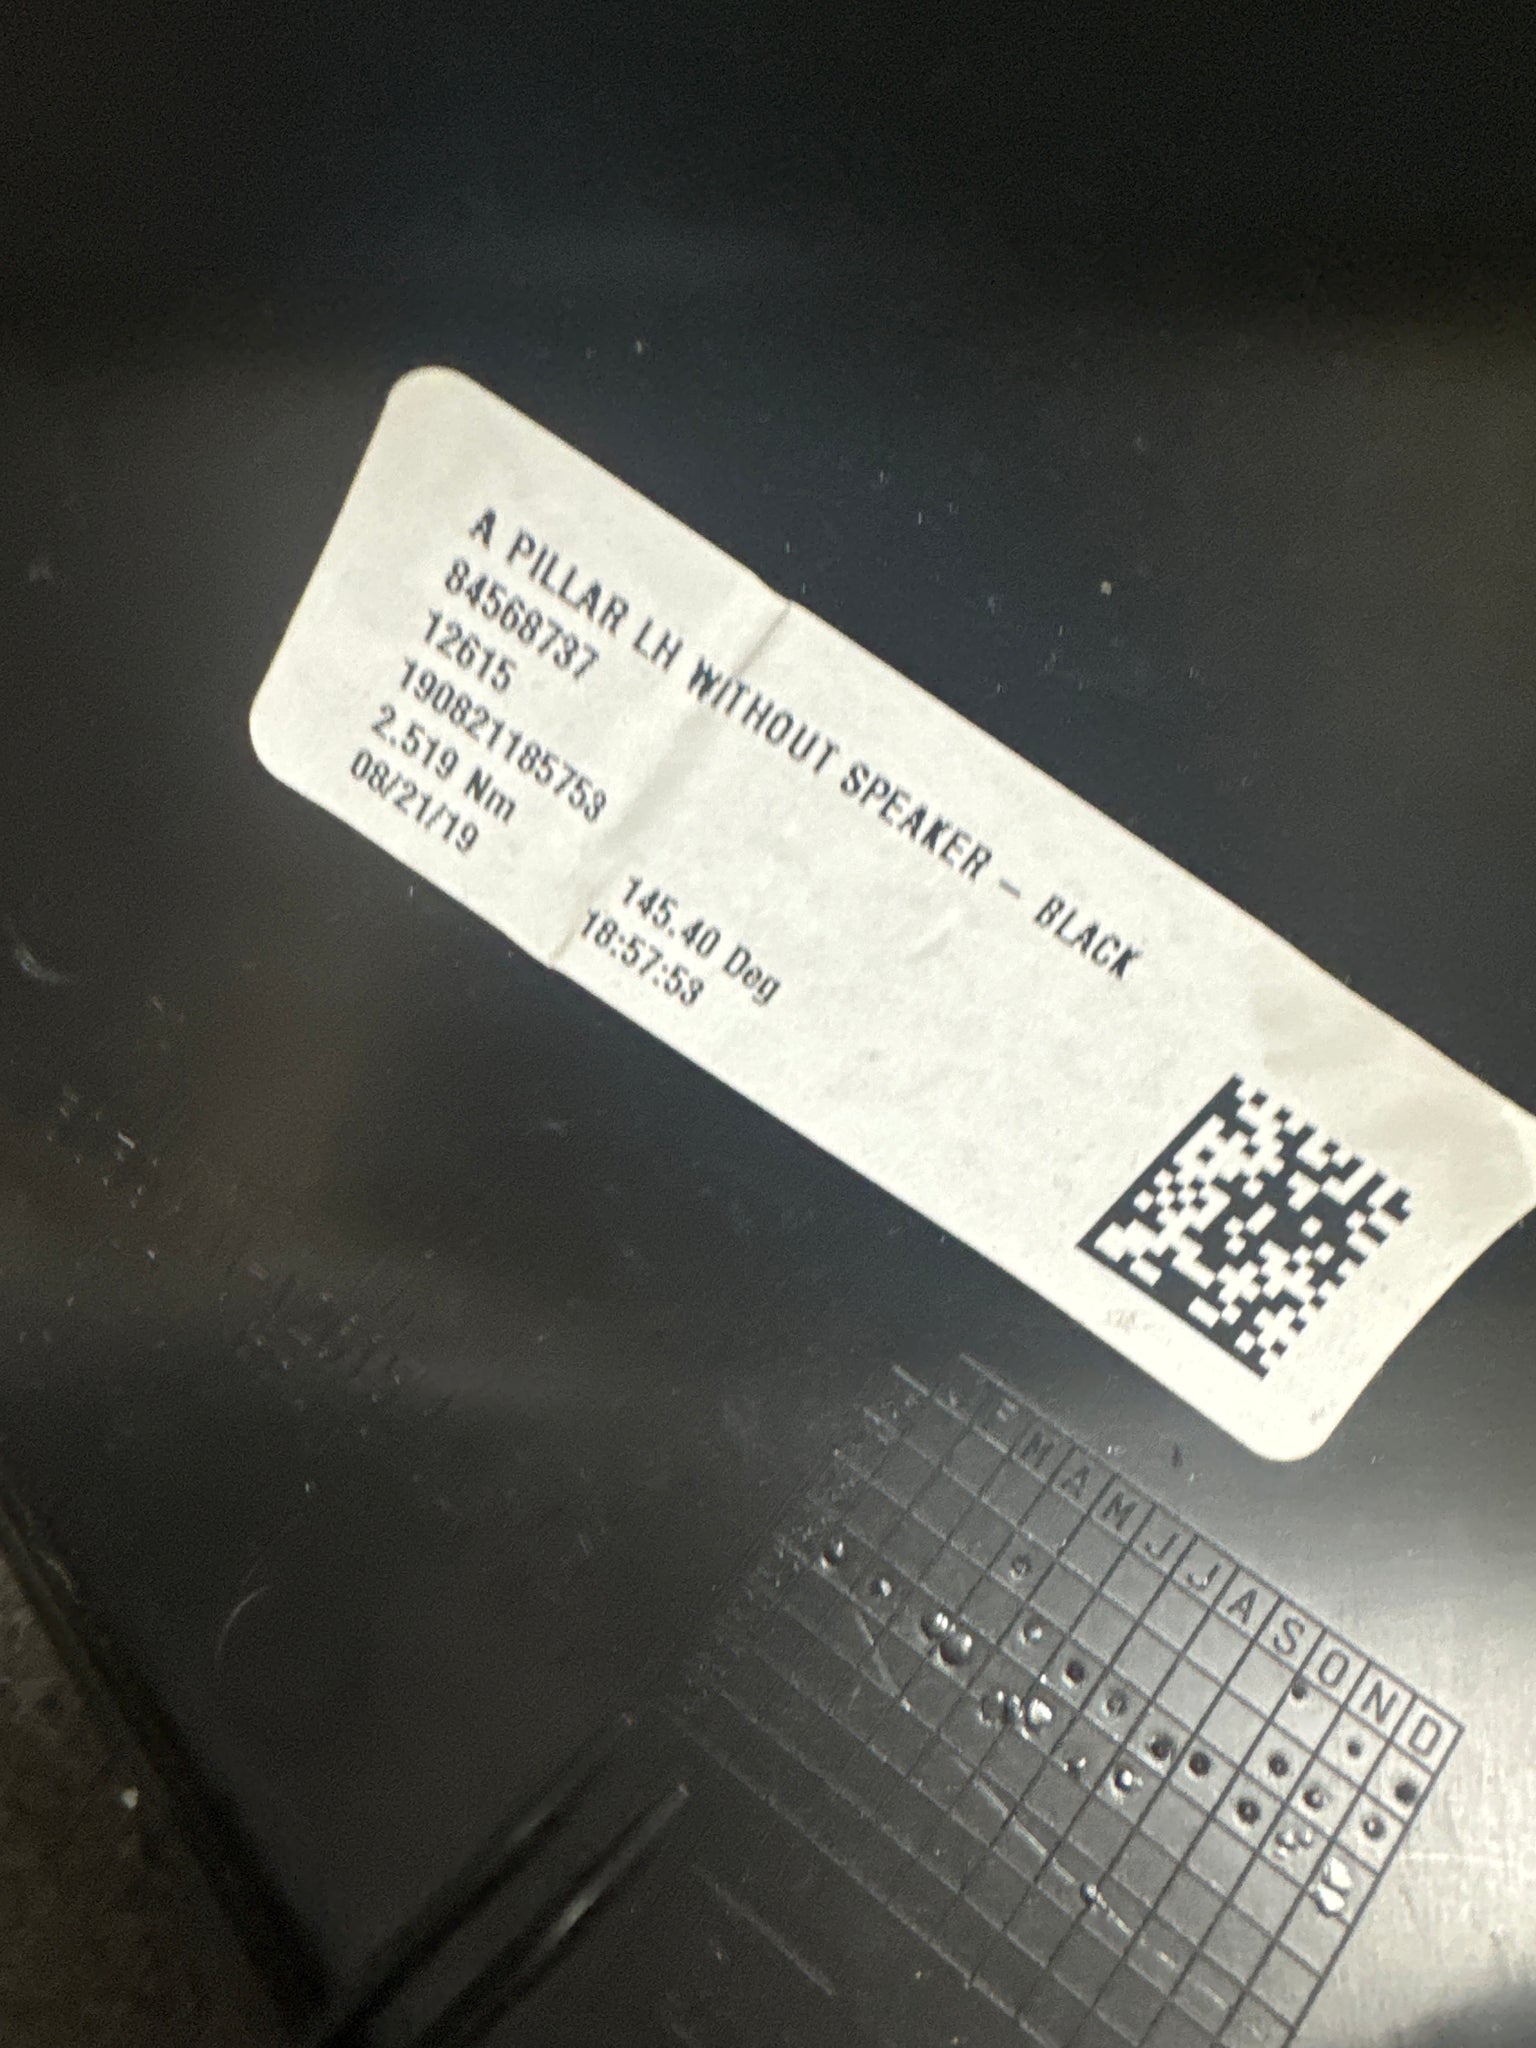 A PILLAR LH WITHOUT SPEAKER - BLACK
84568737
12615
190821185753
2.519 Nm 145.40 Deg
08/21/19 18:57:53
J F M A M J J A S O N D